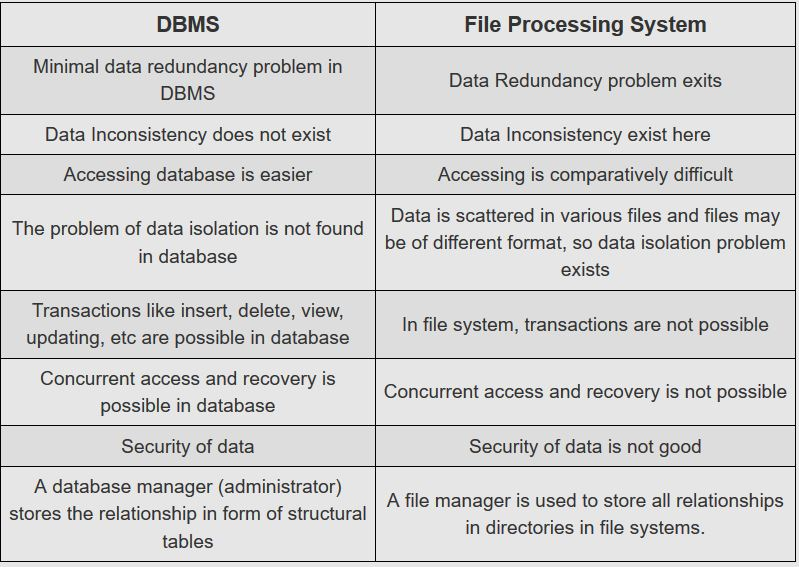 DBMS
File Processing System
Minimal data redundancy problem in
DBMS
Data Redundancy problem exits
Data Inconsistency does not exist
Data Inconsistency exist here
Accessing database is easier
Accessing is comparatively difficult
The problem of data isolation is not found
in database
Data is scattered in various files and files may
be of different format, so data isolation problem
exists
Transactions like insert, delete, view,
updating, etc are possible in database
In file system, transactions are not possible
Concurrent access and recovery is
possible in database
Concurrent access and recovery is not possible
Security of data
Security of data is not good
A database manager (administrator)
stores the relationship in form of structural
tables
A file manager is used to store all relationships
in directories in file systems.